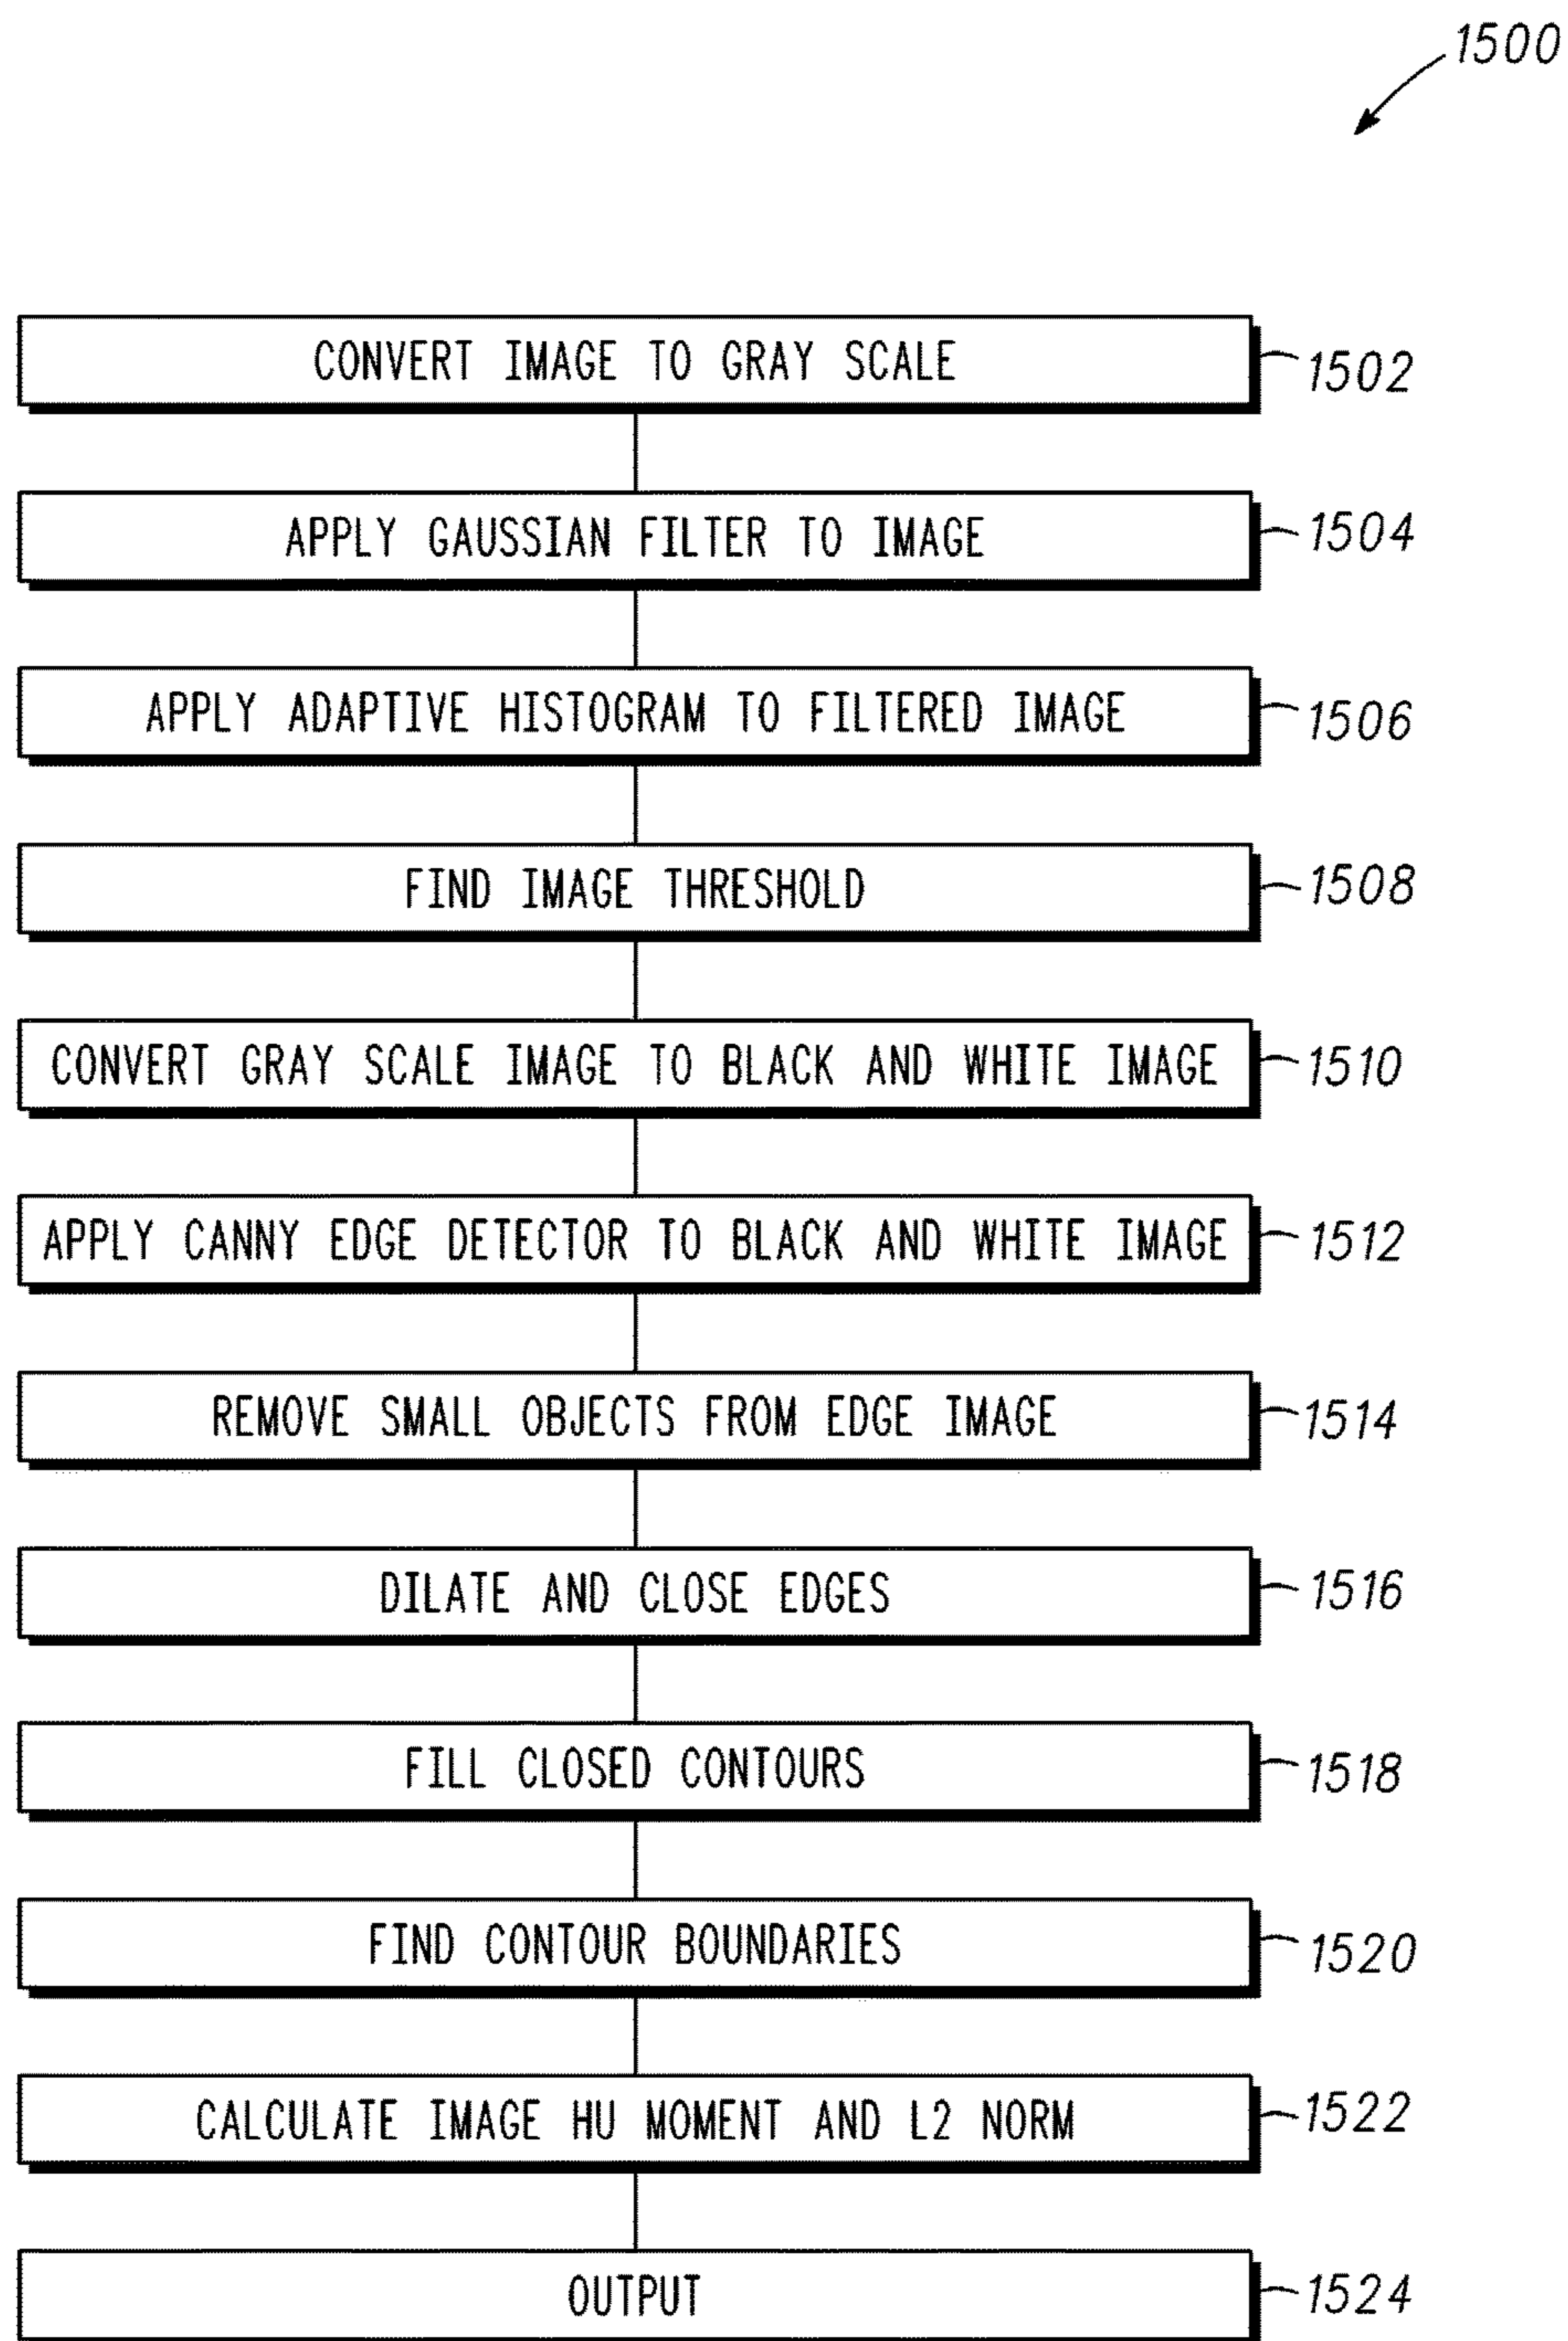 1500
CONVERT IMAGE TO GRAY SCALE 1502
APPLY GAUSSIAN FILTER TO IMAGE 1504
APPLY ADAPTIVE HISTOGRAM TO FILTERED IMAGE 1506
FIND IMAGE THRESHOLD 1508
CONVERT GRAY SCALE IMAGE TO BLACK AND WHITE IMAGE 1510
APPLY CANNY EDGE DETECTOR TO BLACK AND WHITE IMAGE 1512
REMOVE SMALL OBJECTS FROM EDGE IMAGE 1514
DILATE AND CLOSE EDGES 1516
FILL CLOSED CONTOURS 1518
FIND CONTOUR BOUNDARIES 1520
CALCULATE IMAGE HU MOMENT AND L2 NORM 1522
OUTPUT 1524